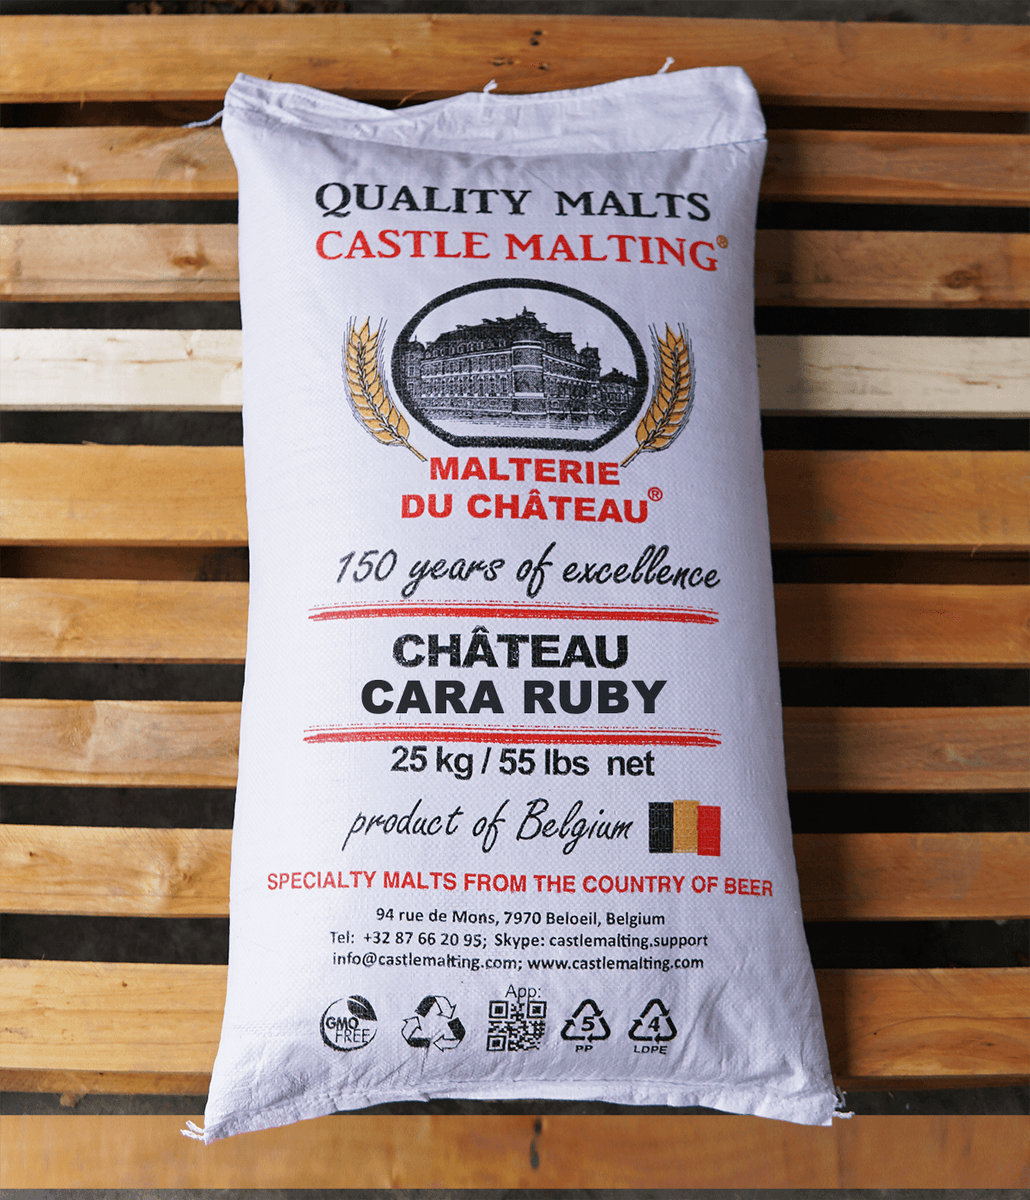 QUALITY MALTS
CASTLE MALTING®
MALTERIE
DU CHÂTEAU®
150 years of excellence
CHÂTEAU
CARA RUBY
25 kg / 55 lbs net
product of Belgium
SPECIALTY MALTS FROM THE COUNTRY OF BEER
94 rue de Mons, 7970 Beloeil, Belgium
Tel: +32 87 66 20 95; Skype: castlemalting.support
info@castlemalting.com; www.castlemalting.com
App:
GMO
FREE
5
PP
4
LDPE